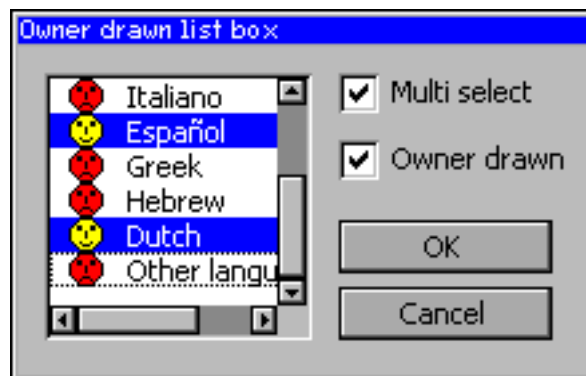 Owner drawn list box
Italiano
Español
Greek
Hebrew
Dutch
Other langu
Multi select
Owner drawn
OK
Cancel